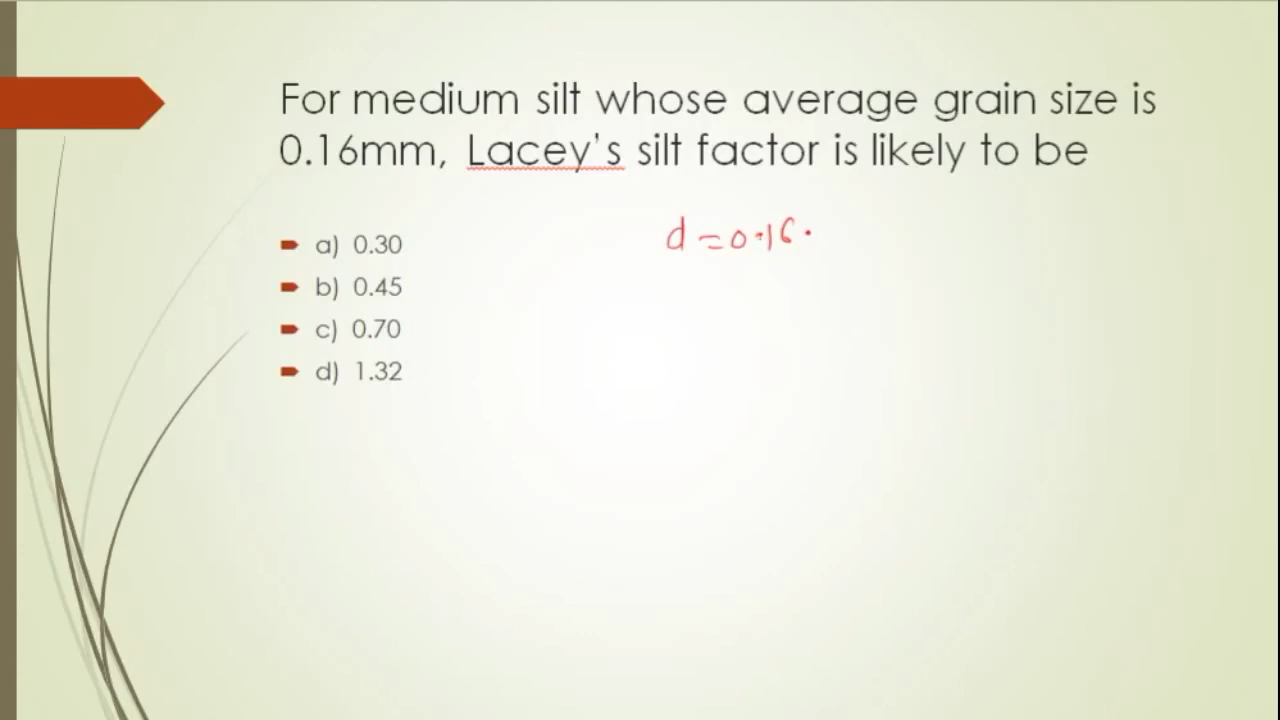 For medium silt whose average grain size is
0.16mm, Lacey's silt factor is likely to be
d = 0.16.
a) 0.30
b) 0.45
c) 0.70
d) 1.32